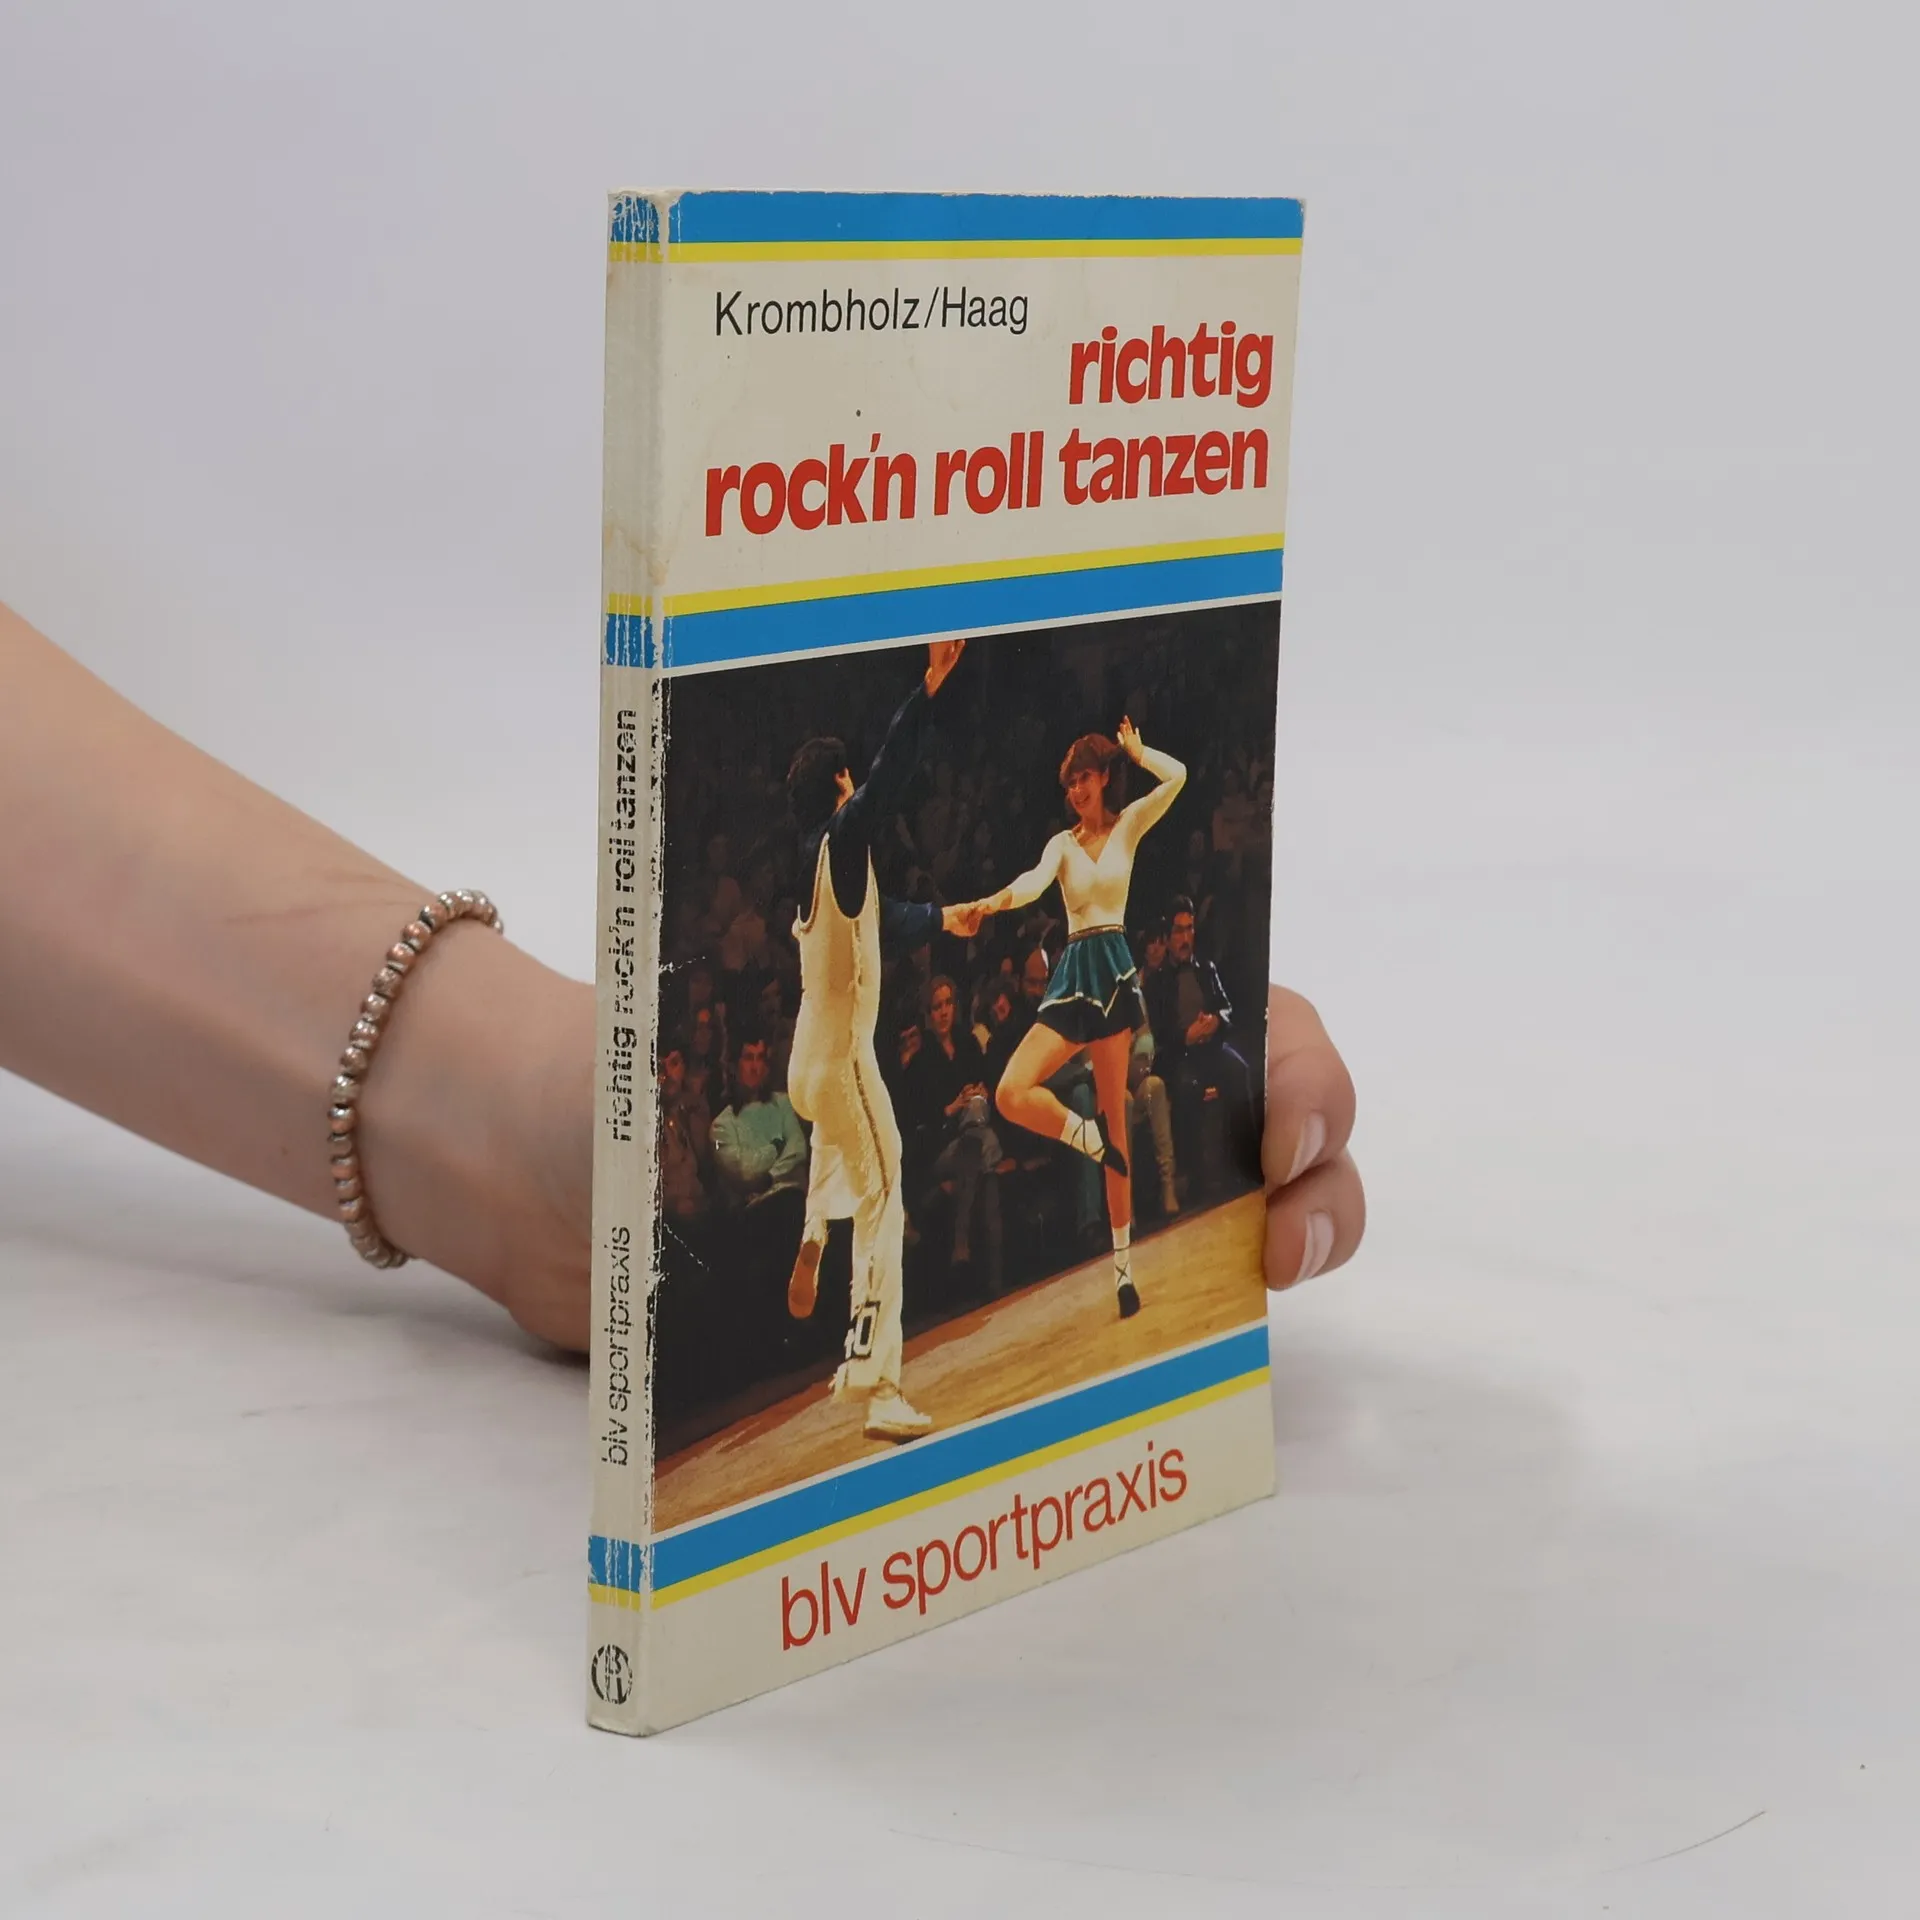 Krombholz/Haag
richtig
rock'n roll tanzen
blv sportpraxis
richtig rock'n roll tanzen
blv sportpraxis